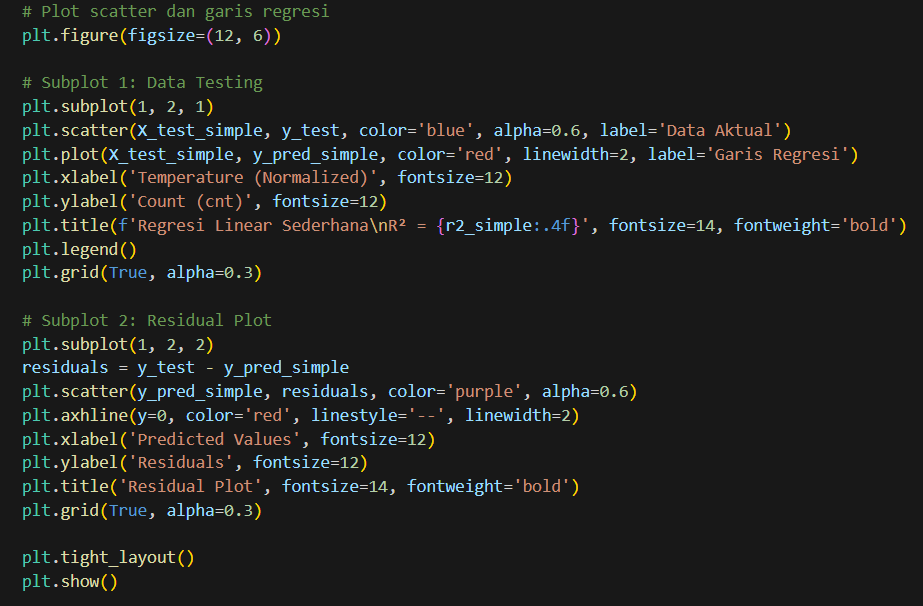 # Plot scatter dan garis regresi
plt.figure(figsize=(12, 6))
# Subplot 1: Data Testing
plt.subplot(1, 2, 1)
plt.scatter(X_test_simple, y_test, color='blue', alpha=0.6, label='Data Aktual')
plt.plot(X_test_simple, y_pred_simple, color='red', linewidth=2, label='Garis Regresi')
plt.xlabel('Temperature (Normalized)', fontsize=12)
plt.ylabel('Count (cnt)', fontsize=12)
plt.title(f'Regresi Linear Sederhana\nR² = {r2_simple:.4f}', fontsize=14, fontweight='bold')
plt.legend()
plt.grid(True, alpha=0.3)
# Subplot 2: Residual Plot
plt.subplot(1, 2, 2)
residuals = y_test - y_pred_simple
plt.scatter(y_pred_simple, residuals, color='purple', alpha=0.6)
plt.axhline(y=0, color='red', linestyle='--', linewidth=2)
plt.xlabel('Predicted Values', fontsize=12)
plt.ylabel('Residuals', fontsize=12)
plt.title('Residual Plot', fontsize=14, fontweight='bold')
plt.grid(True, alpha=0.3)
plt.tight_layout()
plt.show()